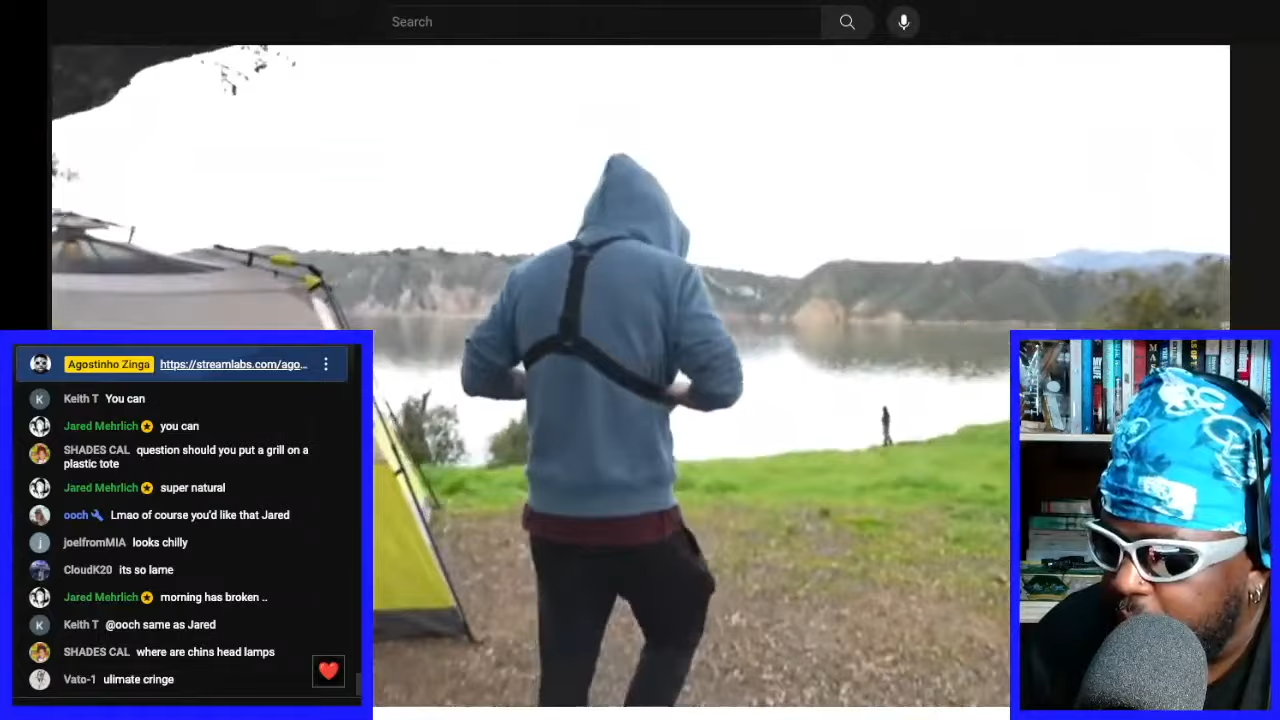 Search
Agostinho Zinga https://streamlabs.com/ago...
Keith T You can
Jared Mehrlich you can
SHADES CAL question should you put a grill on a
plastic tote
Jared Mehrlich super natural
ooch Lmao of course you'd like that Jared
joelfromMIA looks chilly
CloudK20 its so lame
Jared Mehrlich morning has broken ..
Keith T @ooch same as Jared
SHADES CAL where are chins head lamps
Vato-1 ulimate cringe